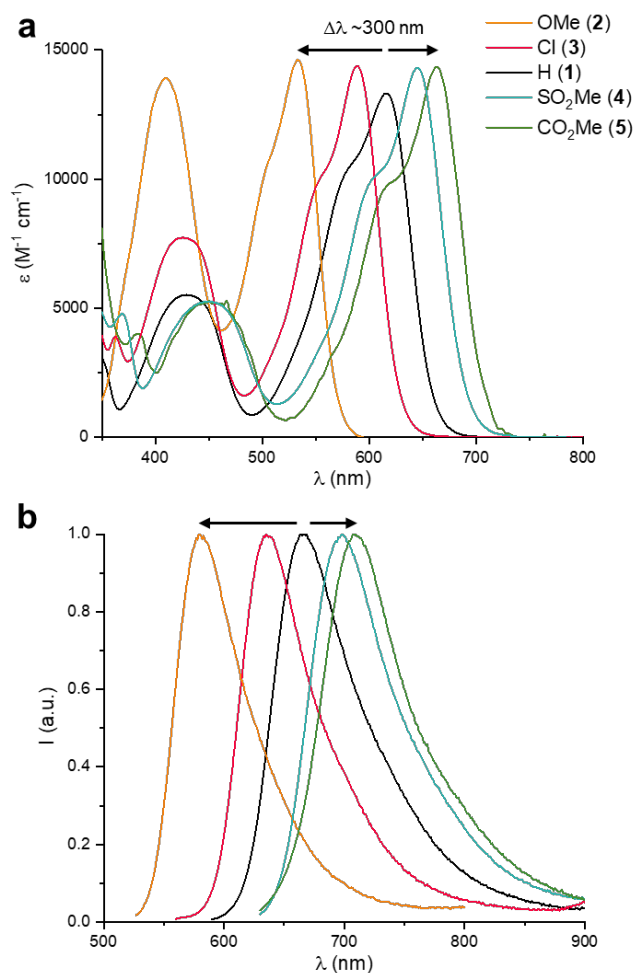 a
Δλ ~300 nm
OMe (2)
Cl (3)
H (1)
SO₂Me (4)
CO₂Me (5)
15000
10000
5000
0
ε (M⁻¹ cm⁻¹)
400 500 600 700 800
λ (nm)
b
1.0
0.8
0.6
0.4
0.2
0.0
I (a.u.)
500 600 700 800 900
λ (nm)